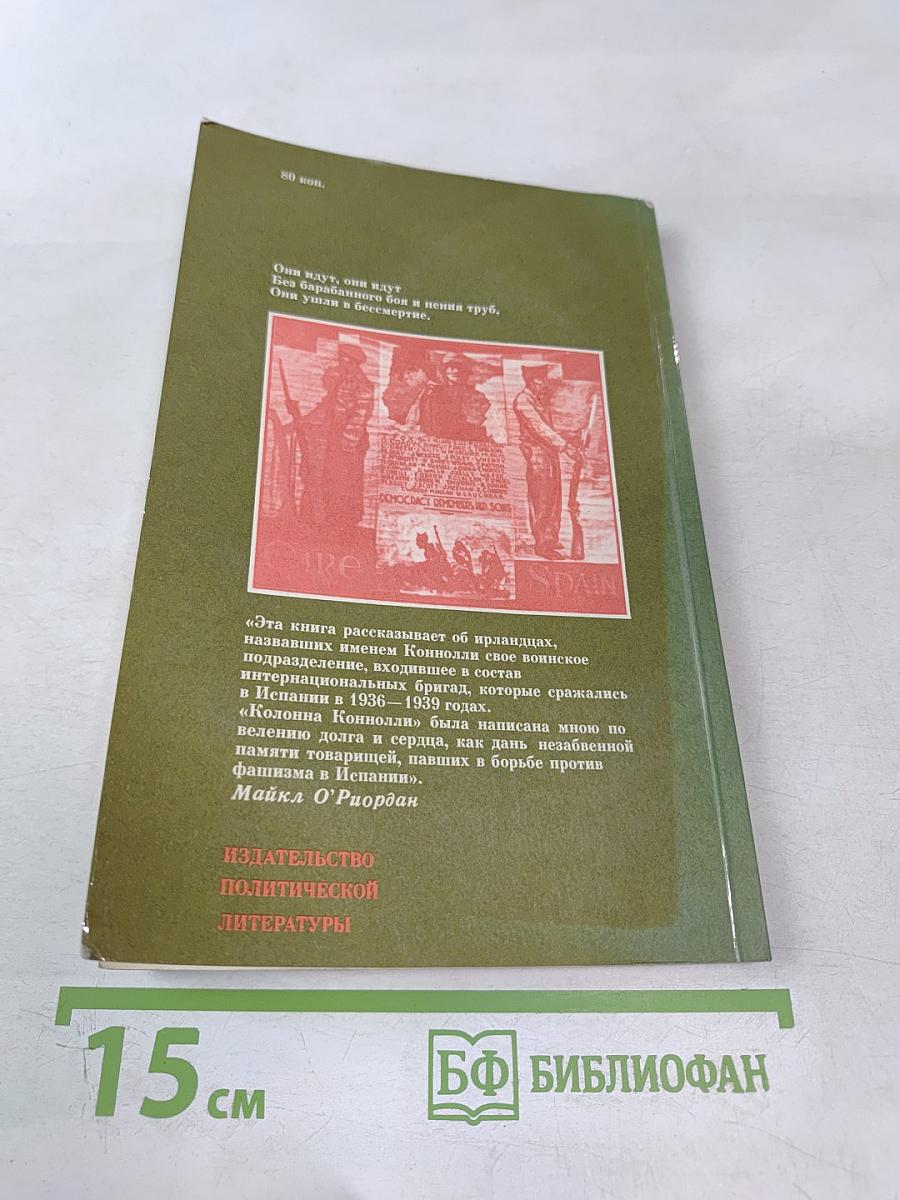 80 коп.
Они идут, они идут
Без барабанного боя и пения труб,
Они ушли в бессмертие.
DEMOCRACY REMEMBERS HER SONS
EIRE
SPAIN
«Эта книга рассказывает об ирландцах,
назвавших именем Коннолли свое воинское
подразделение, входившее в состав
интернациональных бригад, которые сражались
в Испании в 1936—1939 годах.
«Колонна Коннолли» была написана мною по
велению долга и сердца, как дань незабвенной
памяти товарищей, павших в борьбе против
фашизма в Испании».
Майкл О'Риордан
ИЗДАТЕЛЬСТВО
ПОЛИТИЧЕСКОЙ
ЛИТЕРАТУРЫ
15 см
БФ БИБЛИОФАН